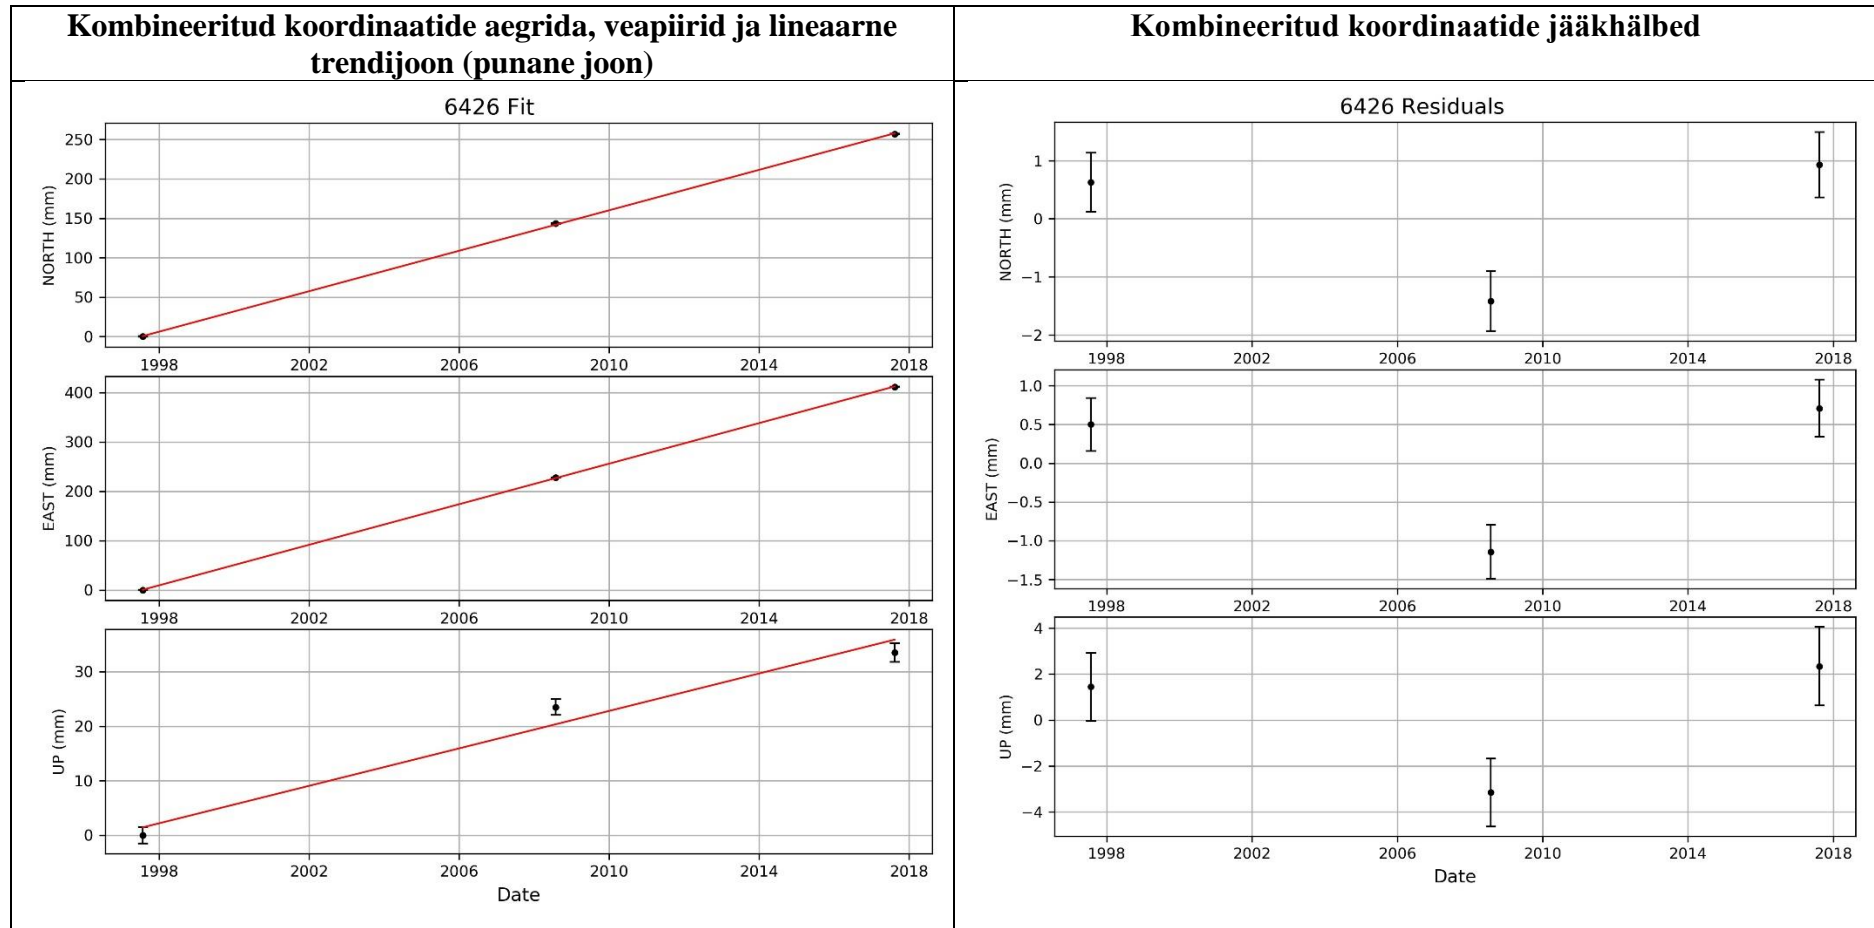 Kombineeritud koordinaatide aegrida, veapiirid ja lineaarne
trendijoon (punane joon)
Kombineeritud koordinaatide jääkhälbed
6426 Fit
NORTH (mm)
250
200
150
100
50
0
1998 2002 2006 2010 2014 2018
EAST (mm)
400
300
200
100
0
1998 2002 2006 2010 2014 2018
UP (mm)
30
20
10
0
1998 2002 2006 2010 2014 2018
Date
6426 Residuals
NORTH (mm)
1
0
−1
−2
1998 2002 2006 2010 2014 2018
EAST (mm)
1.0
0.5
0.0
−0.5
−1.0
−1.5
1998 2002 2006 2010 2014 2018
UP (mm)
4
2
0
−2
−4
1998 2002 2006 2010 2014 2018
Date